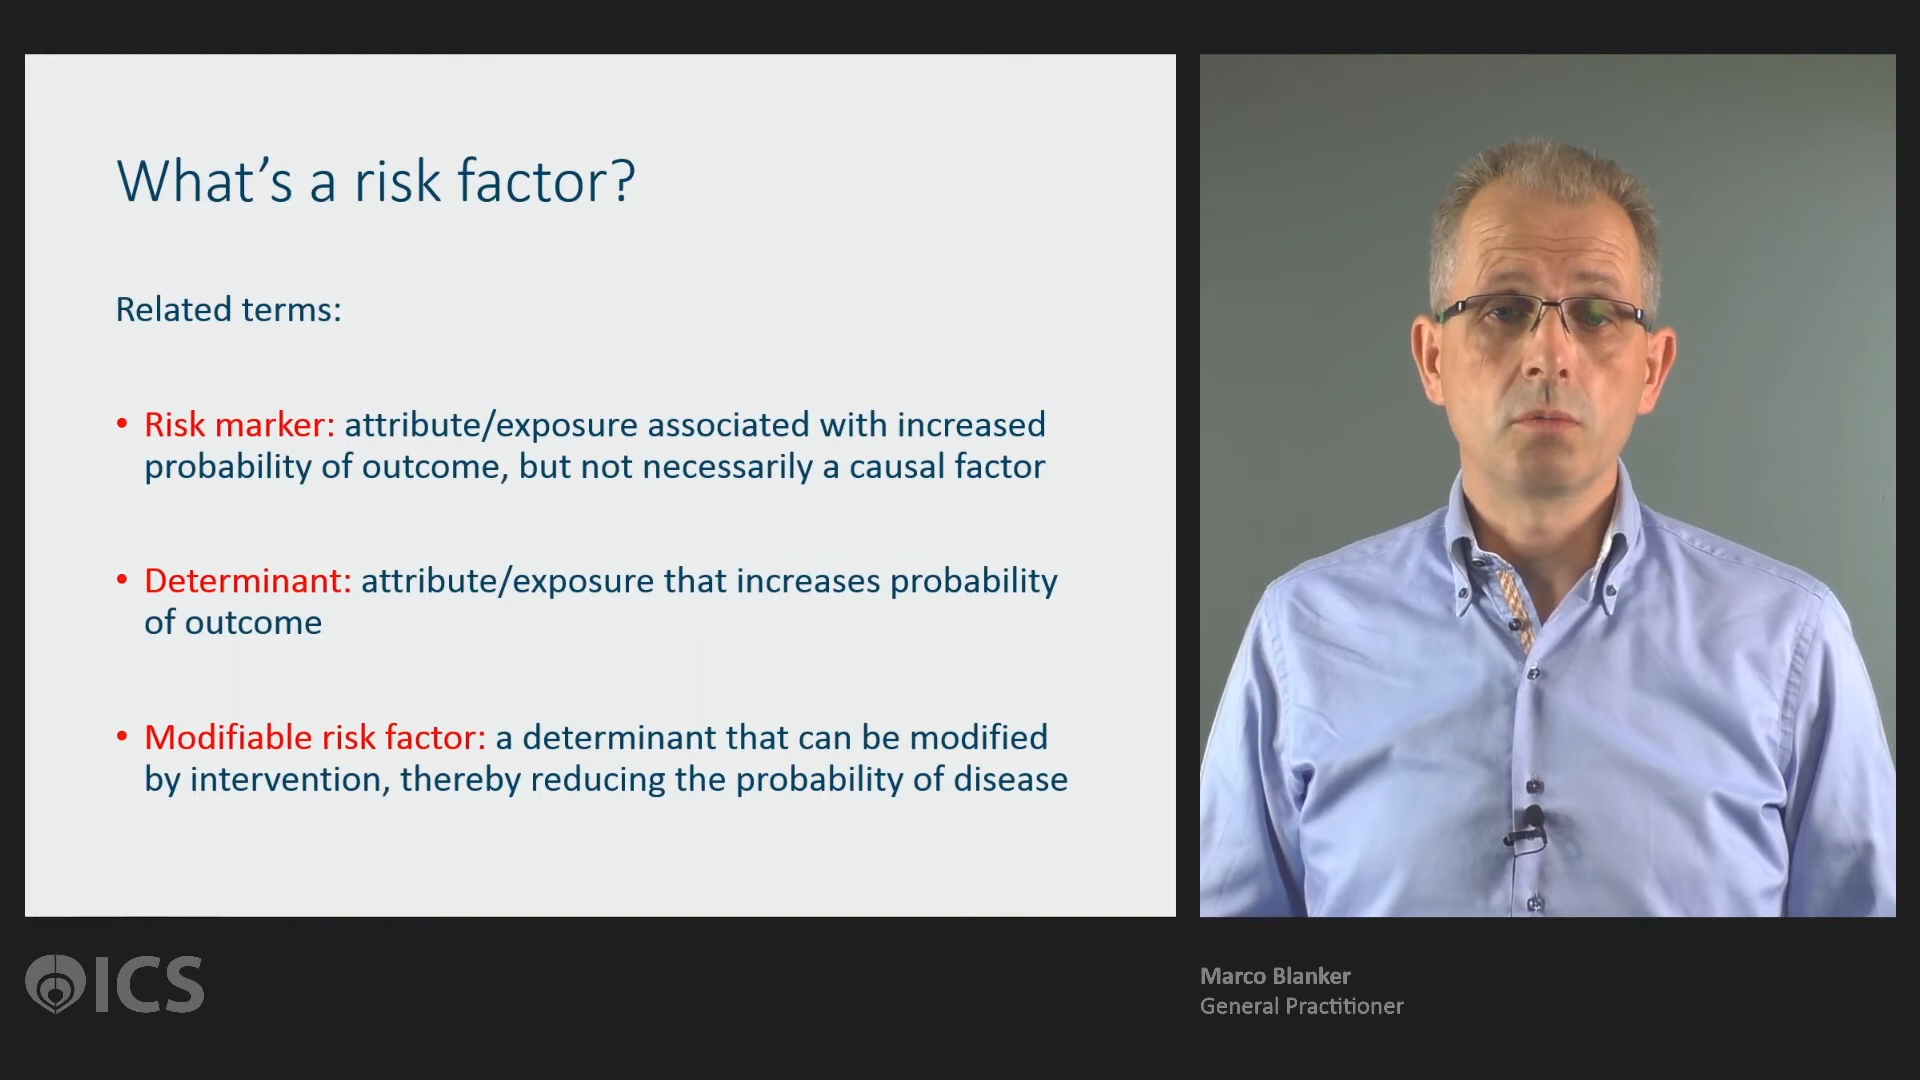 What’s a risk factor?
Related terms:
• Risk marker: attribute/exposure associated with increased
probability of outcome, but not necessarily a causal factor
• Determinant: attribute/exposure that increases probability
of outcome
• Modifiable risk factor: a determinant that can be modified
by intervention, thereby reducing the probability of disease
ICS
Marco Blanker
General Practitioner